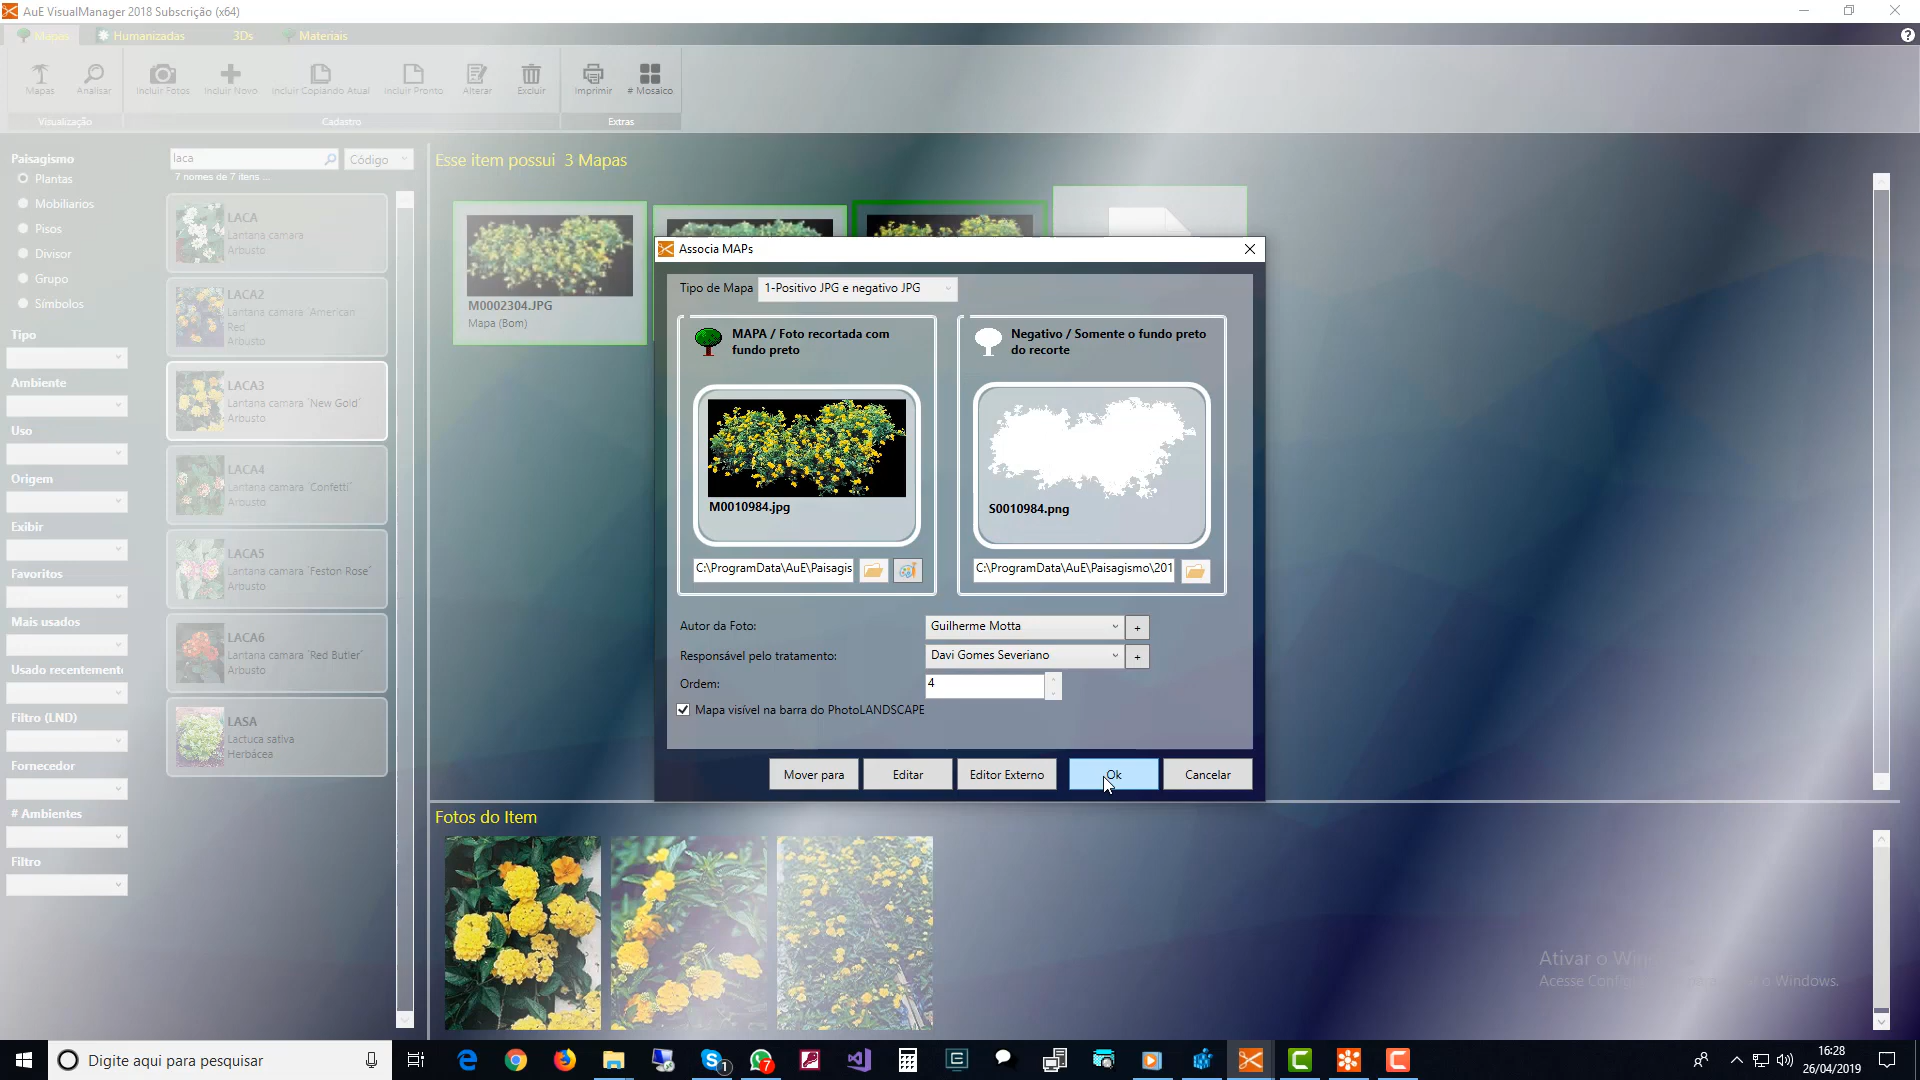 AuE VisualManager 2018 Subscrição (x64)
Mapas
Humanizadas
3Ds
Materiais
Mapas
Analisar
Incluir Fotos
Incluir Novo
Incluir Copiando Atual
Incluir Pronto
Alterar
Excluir
Imprimir
# Mosaico
Visualização
Cadastro
Extras
Paisagismo
Plantas
Mobiliarios
Pisos
Divisor
Grupo
Símbolos
Tipo
Ambiente
Uso
Origem
Exibir
Favoritos
Mais usados
Usado recentement
Filtro (LND)
Fornecedor
# Ambientes
Filtro
laca
Código
7 nomes de 7 itens ...
LACA
Lantana camara
Arbusto
LACA2
Lantana camara `American
Red
Arbusto
LACA3
Lantana camara `New Gold`
Arbusto
LACA4
Lantana camara `Confetti`
Arbusto
LACA5
Lantana camara `Feston Rose`
Arbusto
LACA6
Lantana camara `Red Butler`
Arbusto
LASA
Lactuca sativa
Herbácea
Esse item possui 3 Mapas
M0002304.JPG
Mapa (Bom)
Associa MAPs
Tipo de Mapa
1-Positivo JPG e negativo JPG
MAPA / Foto recortada com
fundo preto
M0010984.jpg
C:\ProgramData\AuE\Paisagis
Negativo / Somente o fundo preto
do recorte
S0010984.png
C:\ProgramData\AuE\Paisagismo\201
Autor da Foto:
Guilherme Motta
+
Responsável pelo tratamento:
Davi Gomes Severiano
+
Ordem:
4
Mapa visível na barra do PhotoLANDSCAPE
Mover para
Editar
Editor Externo
Ok
Cancelar
Fotos do Item
Ativar o Win
Acesse Confi
o Windows.
Digite aqui para pesquisar
1
7
16:28
26/04/2019